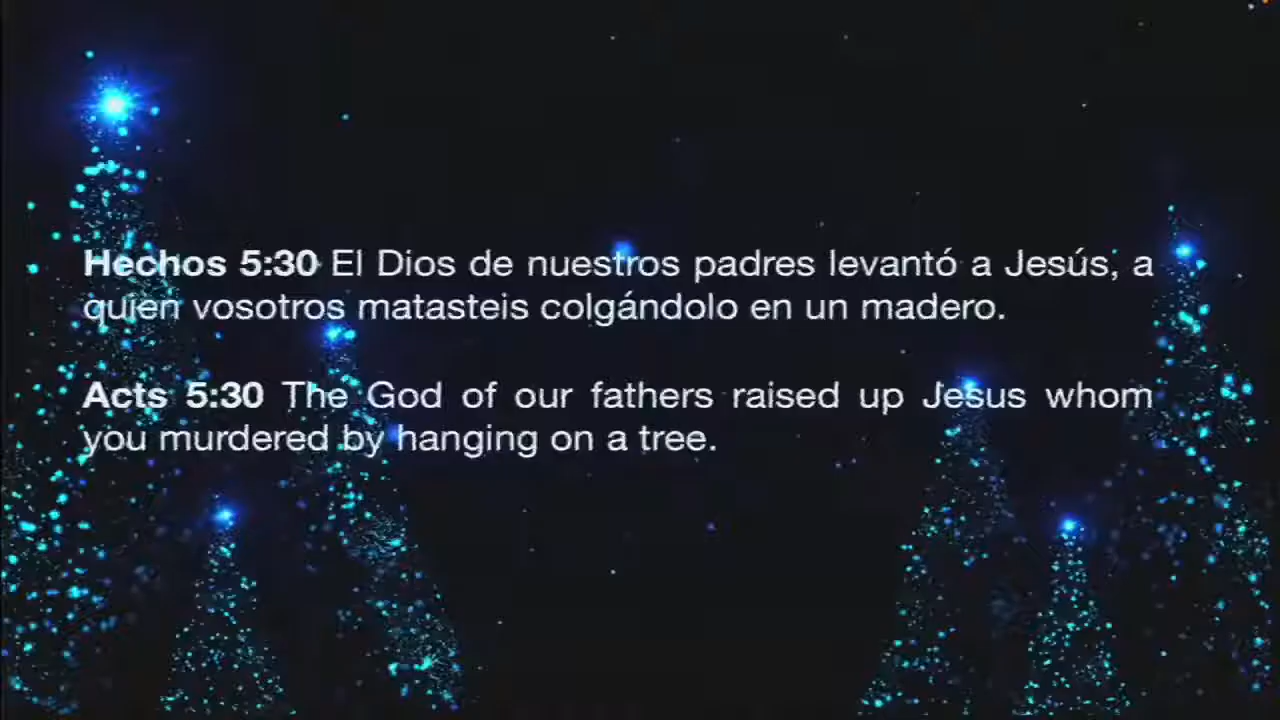 Hechos 5:30 El Dios de nuestros padres levantó a Jesús, a
quien vosotros matasteis colgándolo en un madero.
Acts 5:30 The God of our fathers raised up Jesus whom
you murdered by hanging on a tree.